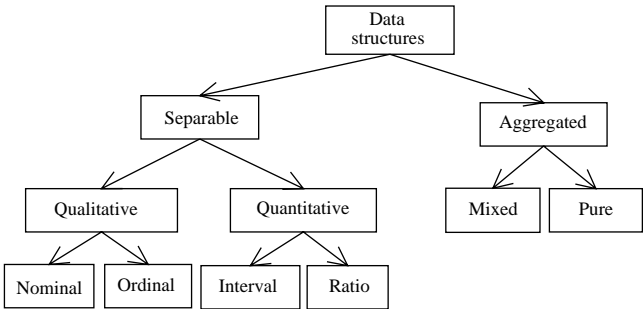 Data
structures
Separable
Aggregated
Qualitative
Quantitative
Mixed
Pure
Nominal
Ordinal
Interval
Ratio